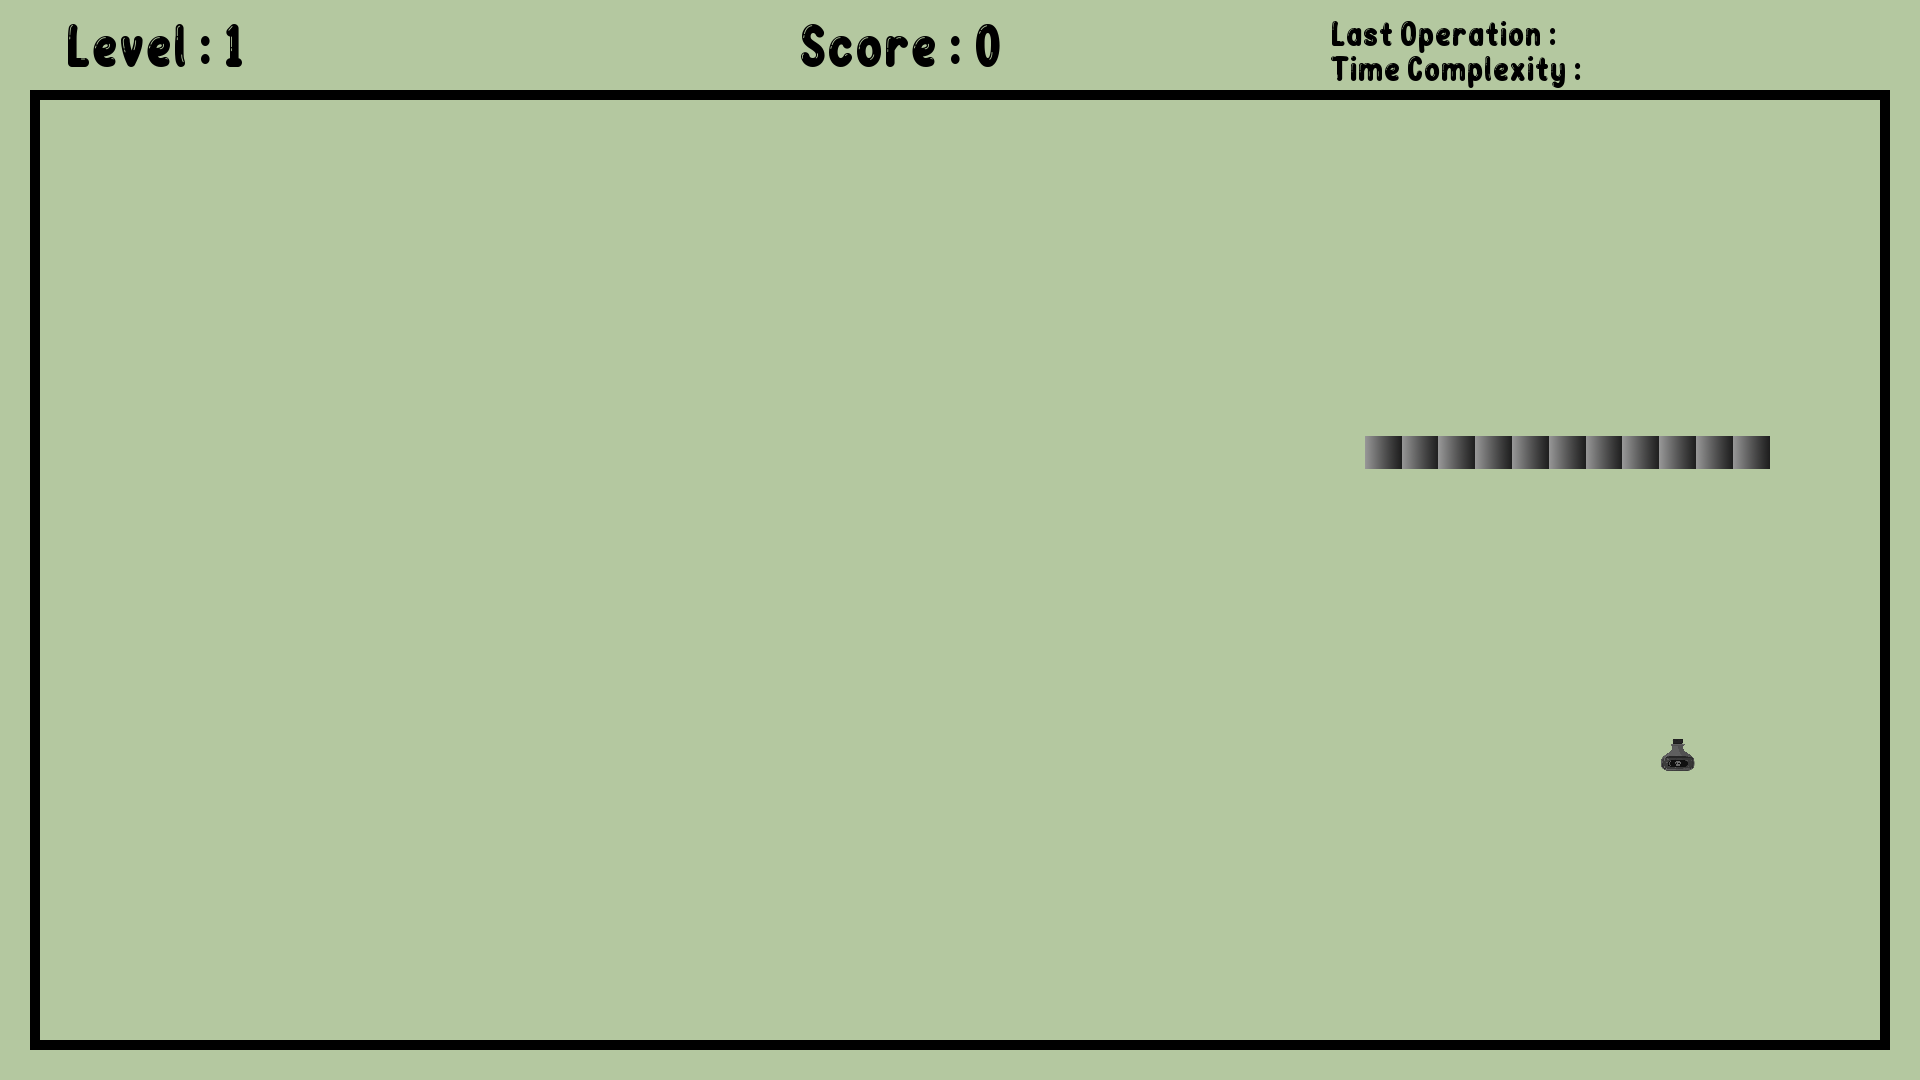 Level : 1
Score : 0
Last Operation :
Time Complexity :